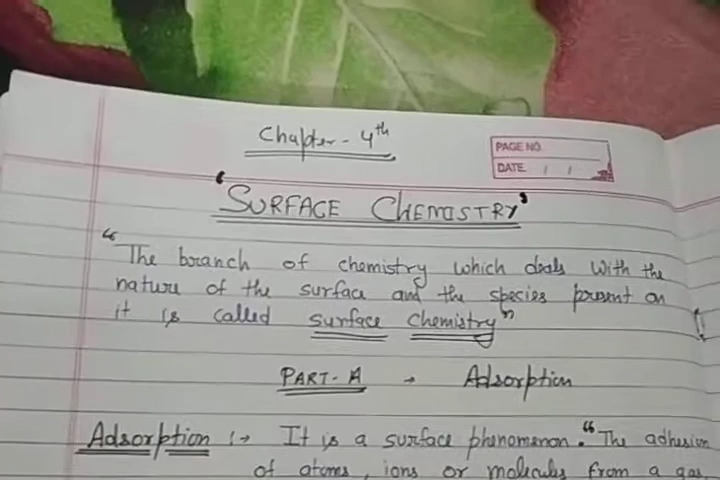 Chapter - 4th
PAGE NO.
DATE / /
"SURFACE CHEMISTRY"
"The branch of chemistry which deals with the
nature of the surface and the species present on
it is called surface chemistry"
PART-A → Adsorption
Adsorption :→ It is a surface phenomenon. "The adhesion
of atoms, ions or molecules from a gas,